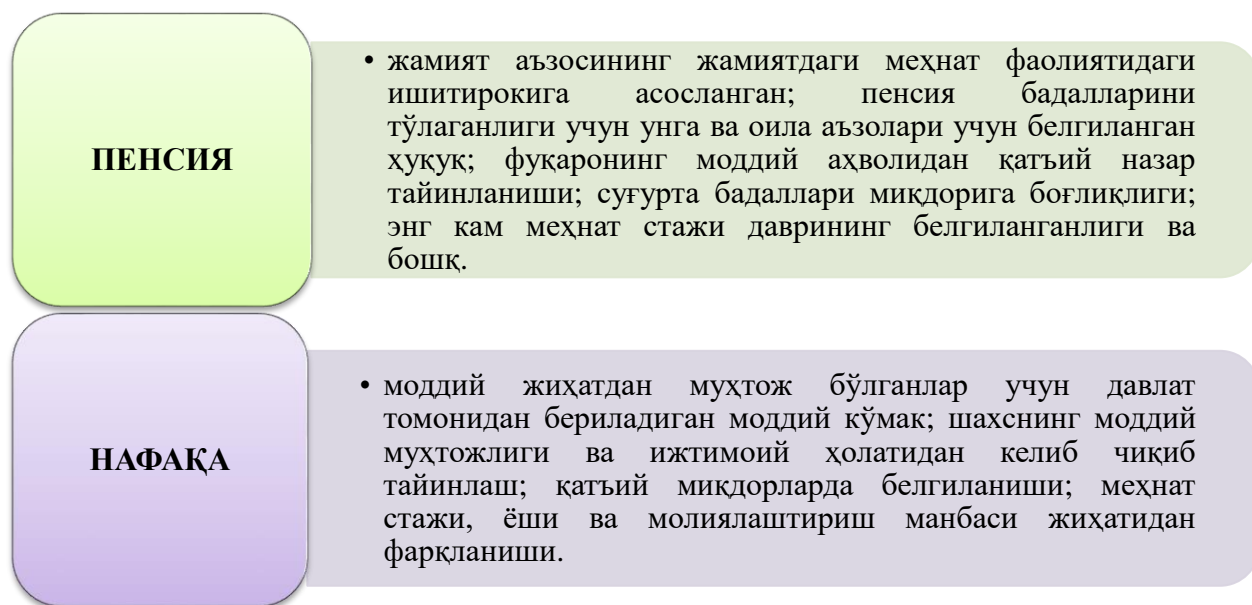 ПЕНСИЯ
• жамият аъзосининг жамиятдаги меҳнат фаолиятидаги
ишитирокига асосланган; пенсия бадалларини
тўлаганлиги учун унга ва оила аъзолари учун белгиланган
ҳуқуқ; фуқаронинг моддий аҳволидан қатъий назар
тайинланиши; суғурта бадаллари миқдорига боғлиқлиги;
энг кам меҳнат стажи даврининг белгиланганлиги ва
бошқ.
НАФАҚА
• моддий жиҳатдан муҳтож бўлганлар учун давлат
томонидан бериладиган моддий кўмак; шахснинг моддий
муҳтожлиги ва ижтимоий ҳолатидан келиб чиқиб
тайинлаш; қатъий миқдорларда белгиланиши; меҳнат
стажи, ёши ва молиялаштириш манбаси жиҳатидан
фарқланиши.